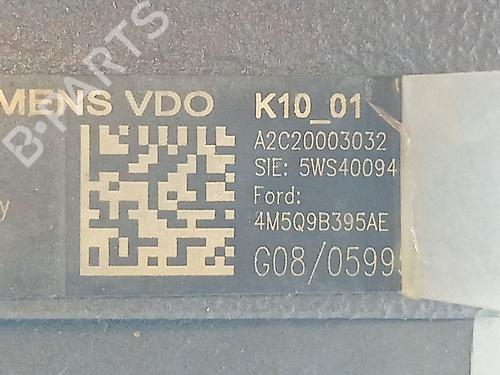 B-PARTS
MENS VDO
K10_01
A2C20003032
SIE: 5WS40094
Ford:
4M5Q9B395AE
G08/0599
y